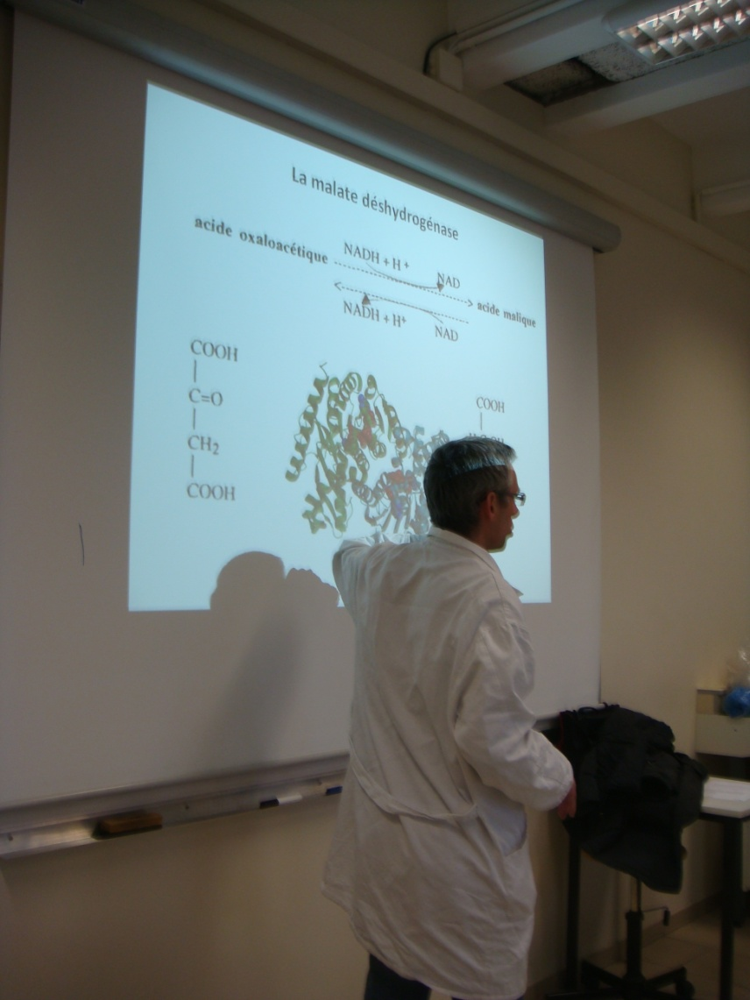 La malate déshydrogénase
acide oxaloacétique
NADH + H +
NAD
NADH + H+
NAD
acide malique
COOH
C=O
CH2
COOH
COOH